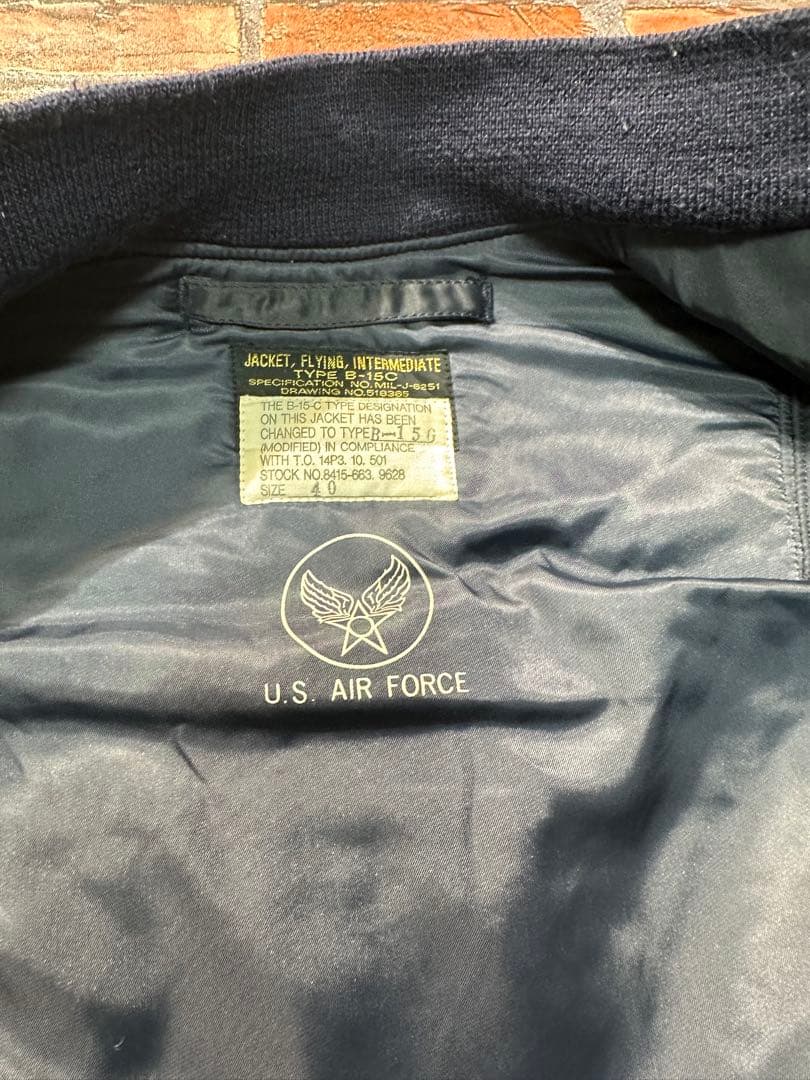 JACKET, FLYING, INTERMEDIATE
TYPE B-15C
SPECIFICATION NO. MIL-J-6251
DRAWING NO.519365
THE B-15-C TYPE DESIGNATION
ON THIS JACKET HAS BEEN
CHANGED TO TYPE B-15C
(MODIFIED) IN COMPLIANCE
WITH T.O. 14P3. 10. 501
STOCK NO.8415-663. 9628
SIZE 40
U.S. AIR FORCE